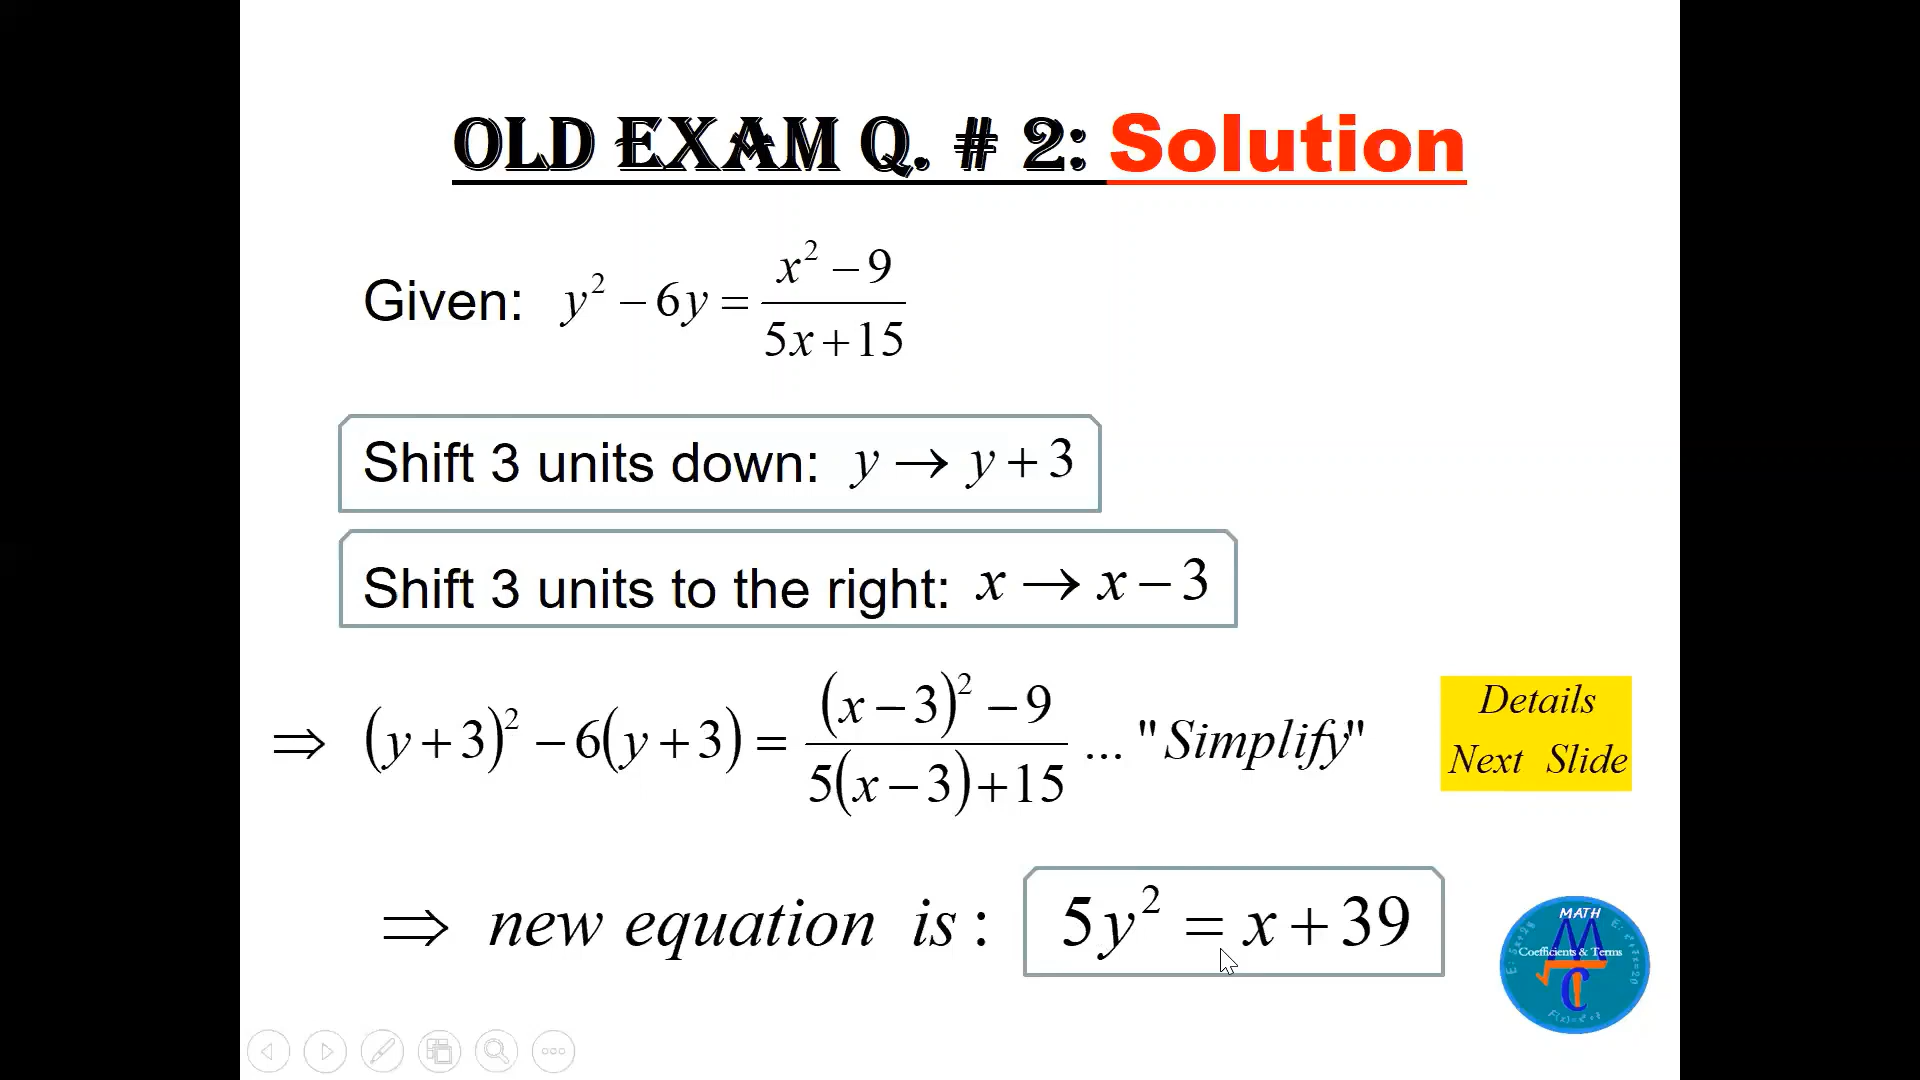 OLD EXAM Q. # 2: Solution
Given: y² − 6y = (x² − 9)/(5x + 15)
Shift 3 units down: y → y + 3
Shift 3 units to the right: x → x − 3
⇒ (y + 3)² − 6(y + 3) = ((x − 3)² − 9)/(5(x − 3) + 15) ... "Simplify"
Details
Next Slide
⇒ new equation is : 5y² = x + 39
MATH
Coefficients & Terms